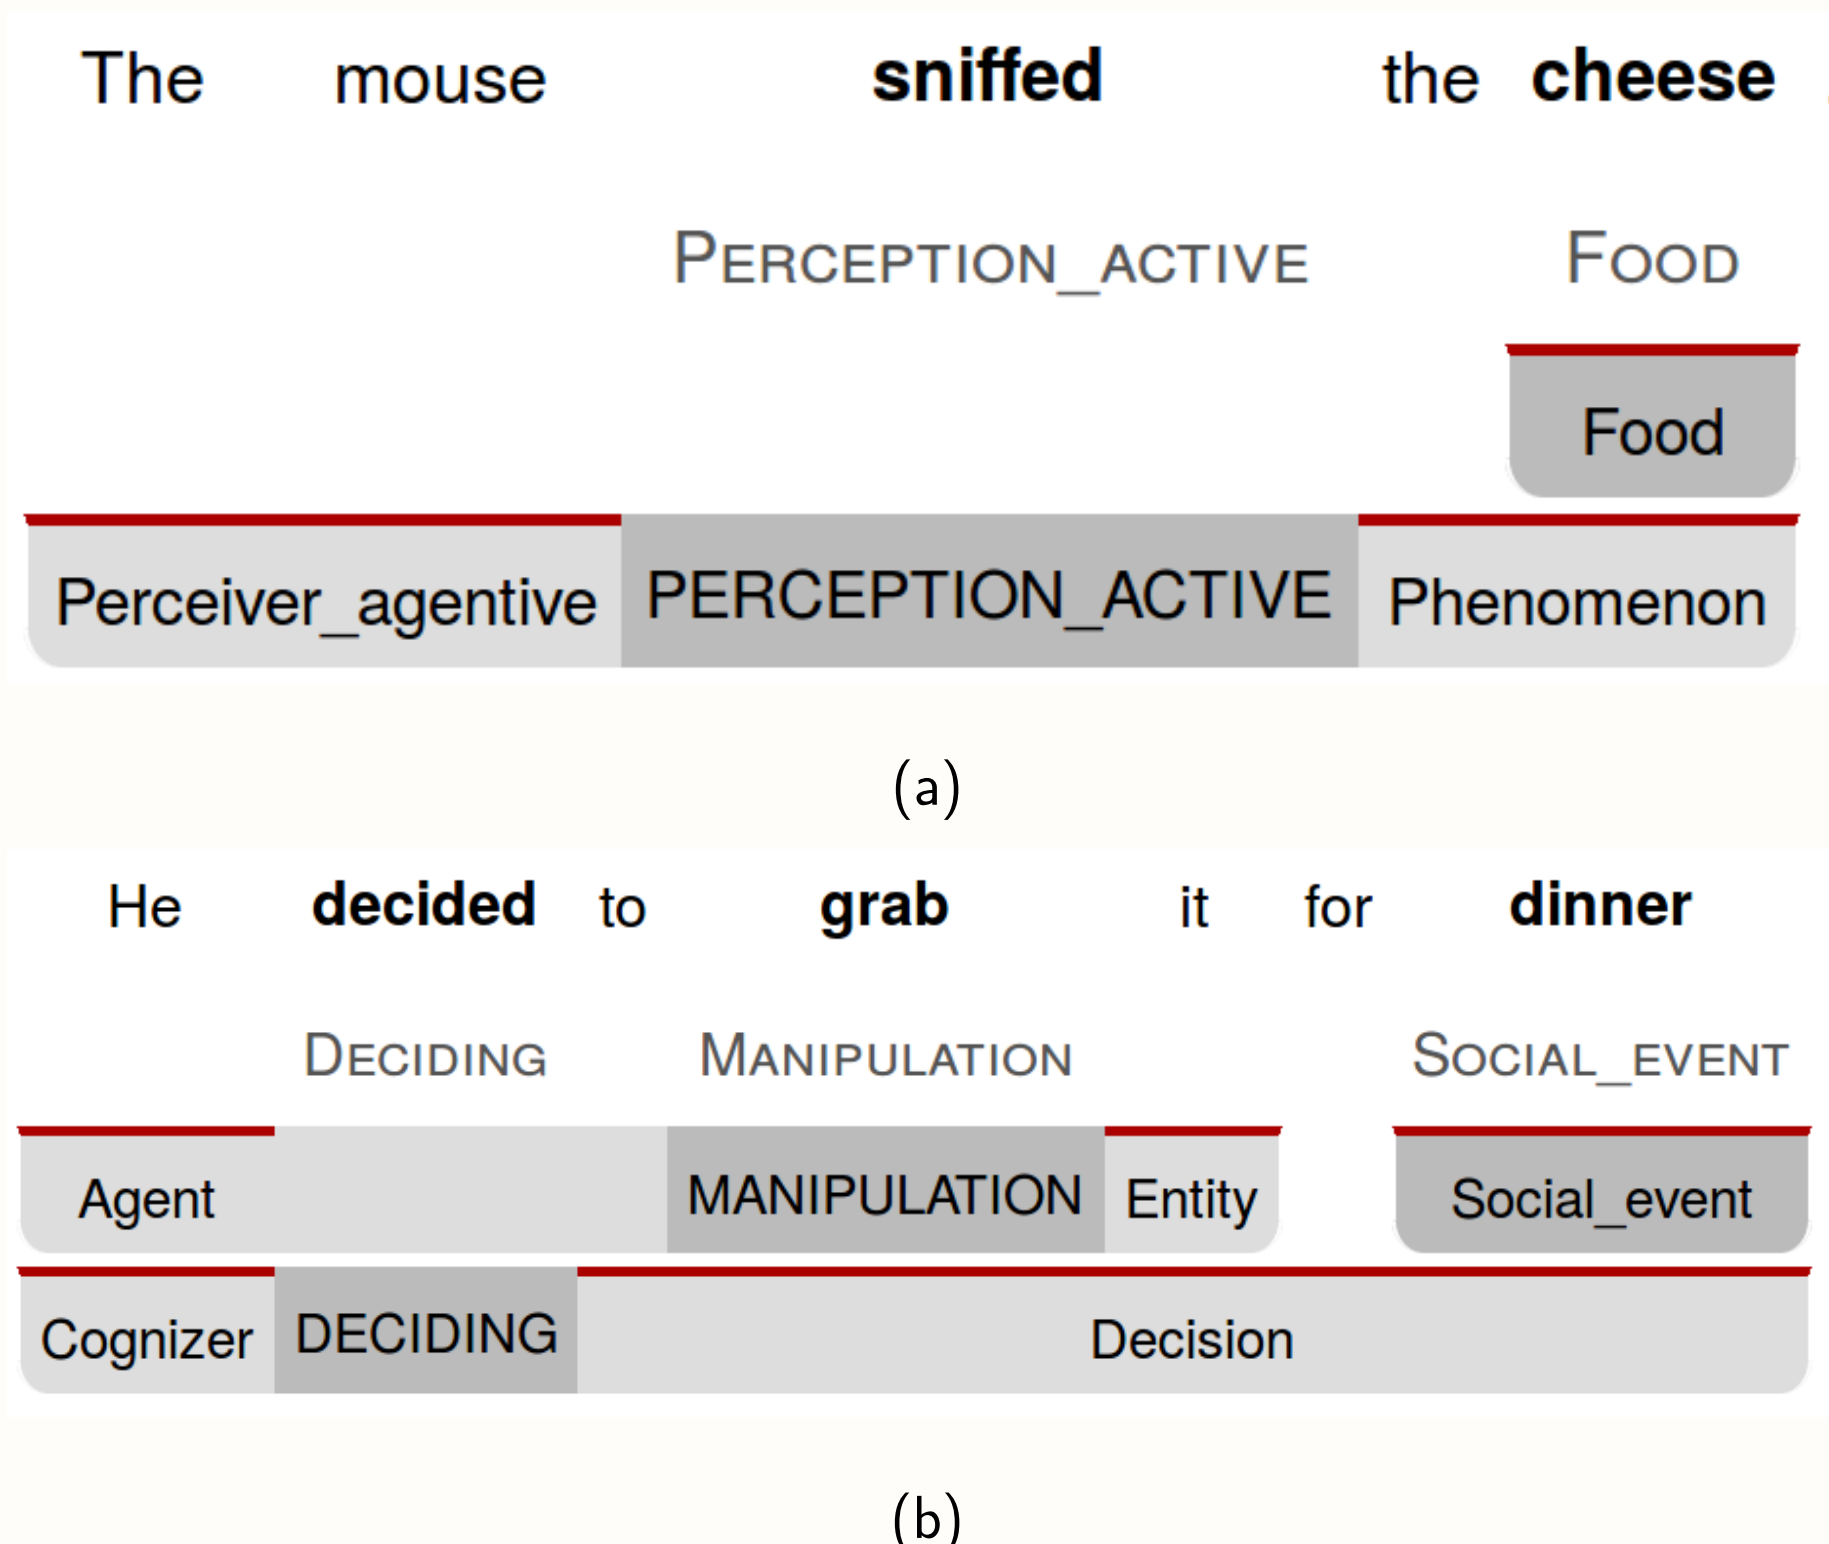 The mouse sniffed the cheese
PERCEPTION_ACTIVE FOOD
Food
Perceiver_agentive PERCEPTION_ACTIVE Phenomenon
(a)
He decided to grab it for dinner
DECIDING MANIPULATION SOCIAL_EVENT
Agent MANIPULATION Entity Social_event
Cognizer DECIDING Decision
(b)